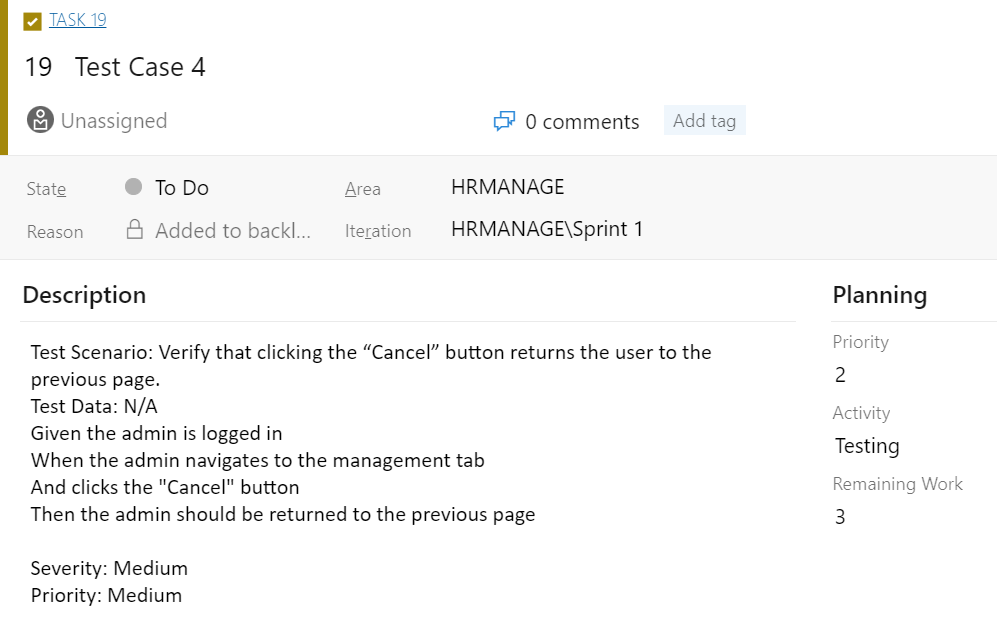 TASK 19
19 Test Case 4
Unassigned
0 comments
Add tag
State
To Do
Area
HRMANAGE
Reason
Added to backl...
Iteration
HRMANAGE\Sprint 1
Description
Test Scenario: Verify that clicking the “Cancel” button returns the user to the
previous page.
Test Data: N/A
Given the admin is logged in
When the admin navigates to the management tab
And clicks the "Cancel" button
Then the admin should be returned to the previous page
Severity: Medium
Priority: Medium
Planning
Priority
2
Activity
Testing
Remaining Work
3